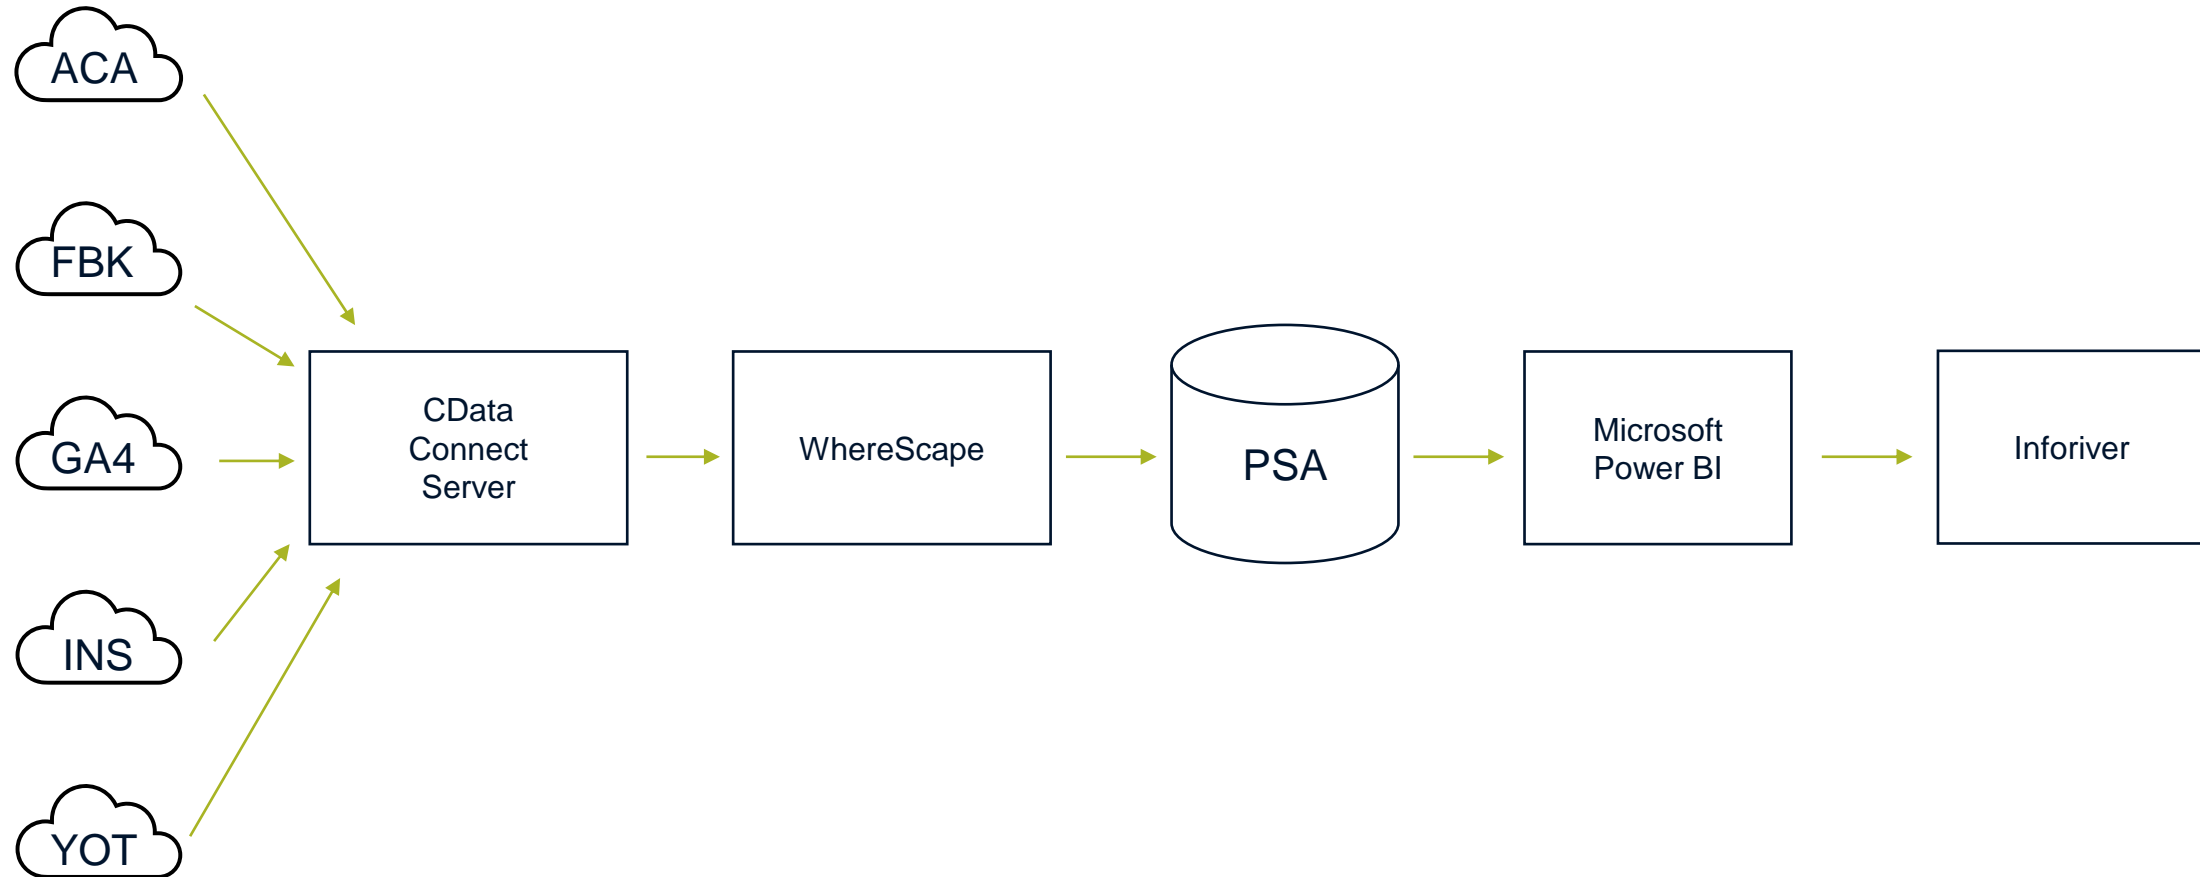 ACA
FBK
GA4
INS
YOT
CData
Connect
Server
WhereScape
PSA
Microsoft
Power BI
Inforiver